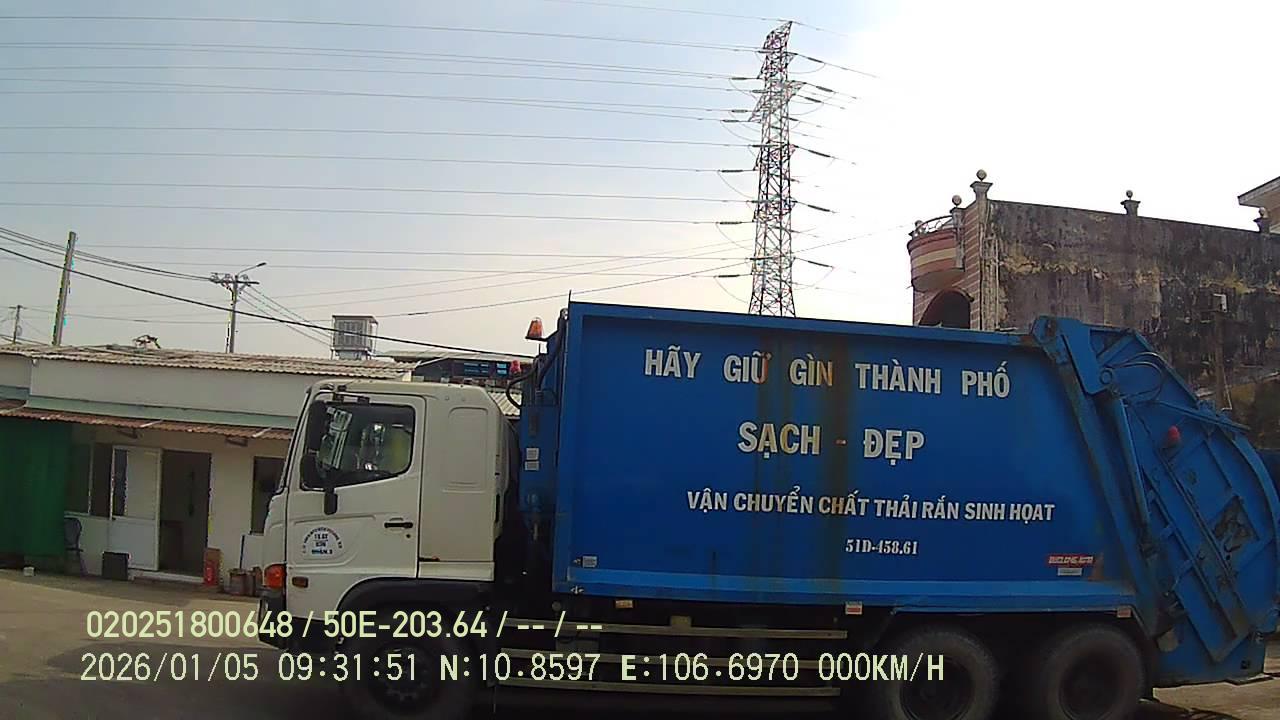 HÃY GIỮ GÌN THÀNH PHỐ
SẠCH - ĐẸP
VẬN CHUYỂN CHẤT THẢI RẮN SINH HỌAT
51D-458.61
020251800648 / 50E-203.64 / -- / --
2026/01/05 09:31:51 N:10.8597 E:106.6970 000KM/H